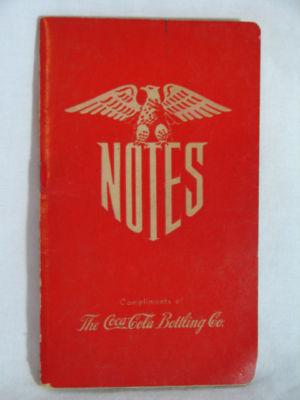 NOTES
Compliments of
The Coca-Cola Bottling Co.